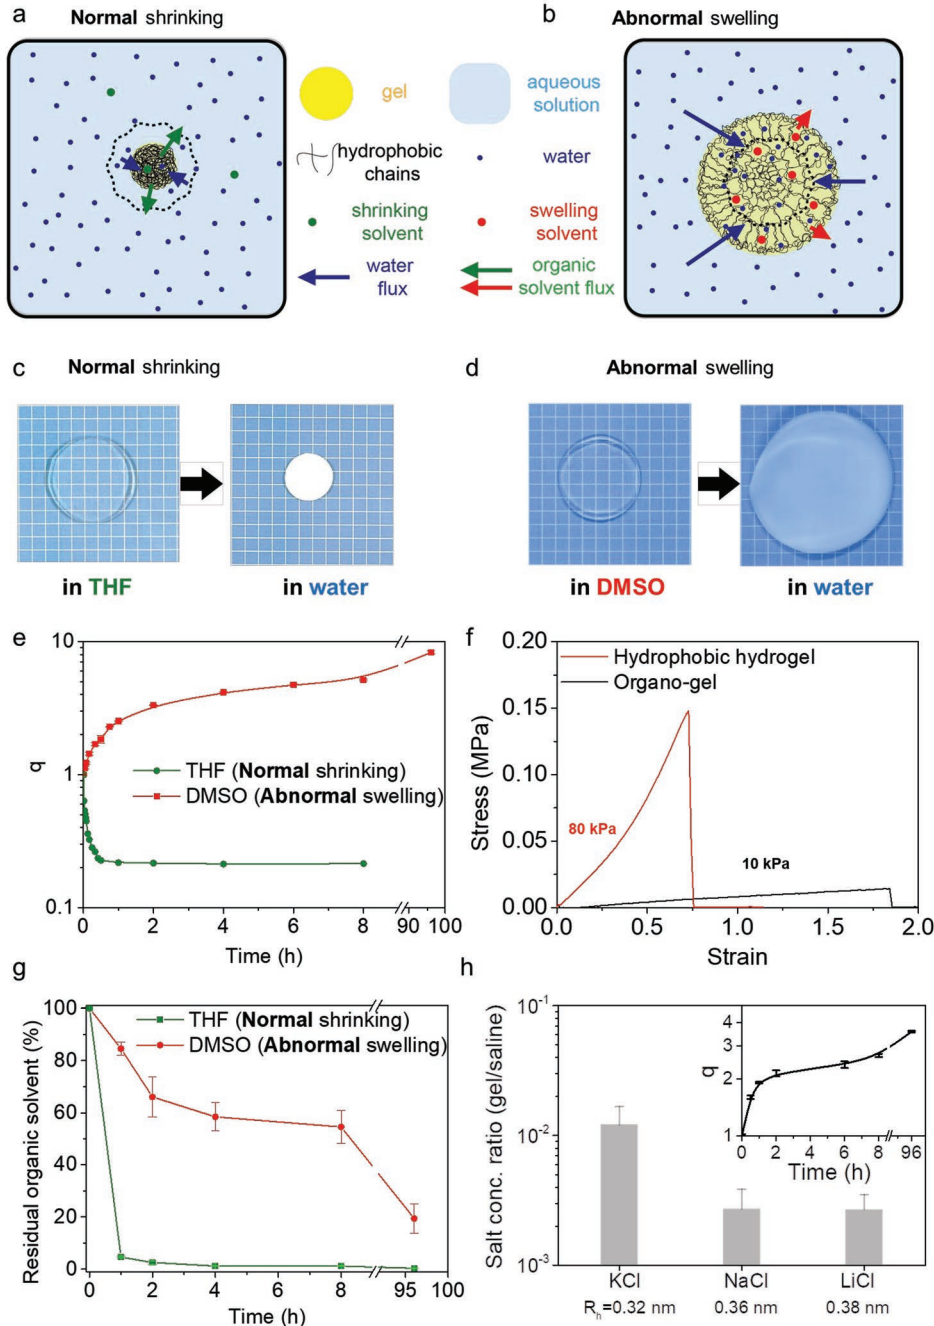 a
Normal shrinking
b
Abnormal swelling
gel
aqueous
solution
hydrophobic
chains
water
shrinking
solvent
swelling
solvent
water
flux
organic
solvent flux
c
Normal shrinking
d
Abnormal swelling
in THF
in water
in DMSO
in water
e
10
1
0.1
q
THF (Normal shrinking)
DMSO (Abnormal swelling)
0 2 4 6 8 90 100
Time (h)
f
0.20
0.15
0.10
0.05
0.00
Stress (MPa)
Hydrophobic hydrogel
Organo-gel
80 kPa
10 kPa
0.0 0.5 1.0 1.5 2.0
Strain
g
100
80
60
40
20
0
Residual organic solvent (%)
THF (Normal shrinking)
DMSO (Abnormal swelling)
0 2 4 6 8 95 100
Time (h)
h
10-1
10-2
10-3
Salt conc. ratio (gel/saline)
4
3
2
1
q
0 2 4 6 8 96
Time (h)
KCl NaCl LiCl
Rh=0.32 nm 0.36 nm 0.38 nm